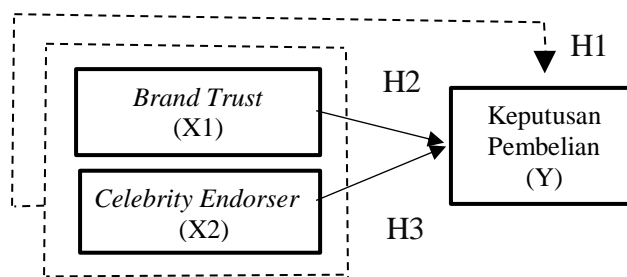 H1
Brand Trust
(X1)
H2
Keputusan
Pembelian
(Y)
Celebrity Endorser
(X2)
H3